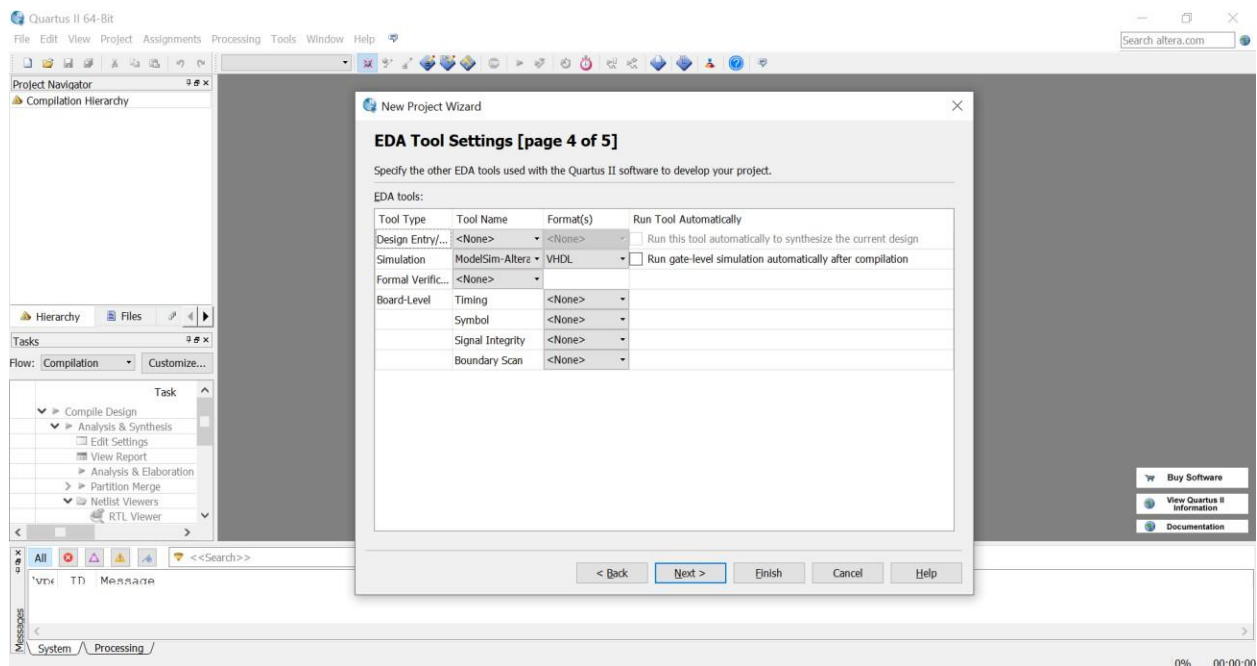 Quartus II 64-Bit
File Edit View Project Assignments Processing Tools Window Help
Search altera.com
Project Navigator
Compilation Hierarchy
Hierarchy Files
Tasks
Flow: Compilation Customize...
Task
Compile Design
Analysis & Synthesis
Edit Settings
View Report
Analysis & Elaboration
Partition Merge
Netlist Viewers
RTL Viewer
New Project Wizard
EDA Tool Settings [page 4 of 5]
Specify the other EDA tools used with the Quartus II software to develop your project.
EDA tools:
Tool Type Tool Name Format(s) Run Tool Automatically
Design Entry/... <None> <None> Run this tool automatically to synthesize the current design
Simulation ModelSim-Altera VHDL Run gate-level simulation automatically after compilation
Formal Verific... <None>
Board-Level Timing <None>
Symbol <None>
Signal Integrity <None>
Boundary Scan <None>
< Back Next > Finish Cancel Help
Buy Software
View Quartus II
Information
Documentation
All <<Search>>
Type ID Message
Messages
System Processing
0% 00:00:00